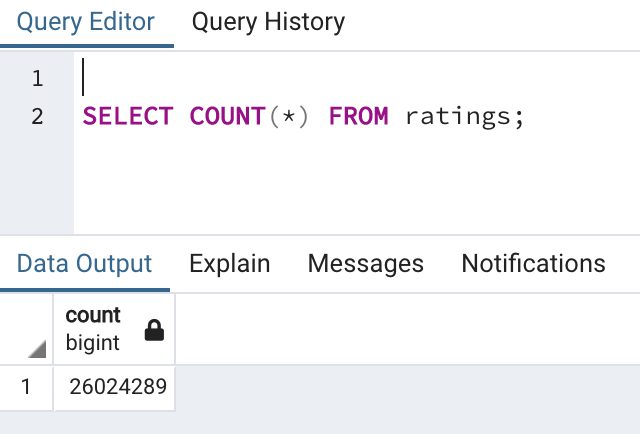 Query Editor Query History
1
2 SELECT COUNT(*) FROM ratings;
Data Output Explain Messages Notifications
count
bigint
1 26024289